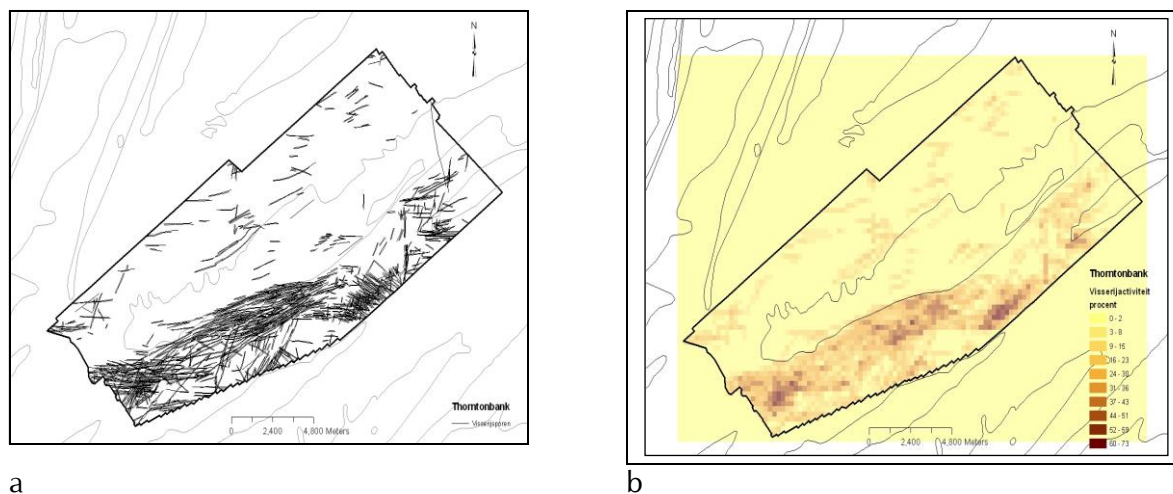 N
Thorntonbank
Visserijsporen
0 2,400 4,800 Meters
a
N
Thorntonbank
Visserijactiviteit
procent
0 - 2
3 - 8
9 - 15
16 - 23
24 - 30
31 - 36
37 - 43
44 - 51
52 - 59
60 - 73
0 2,400 4,800 Meters
b